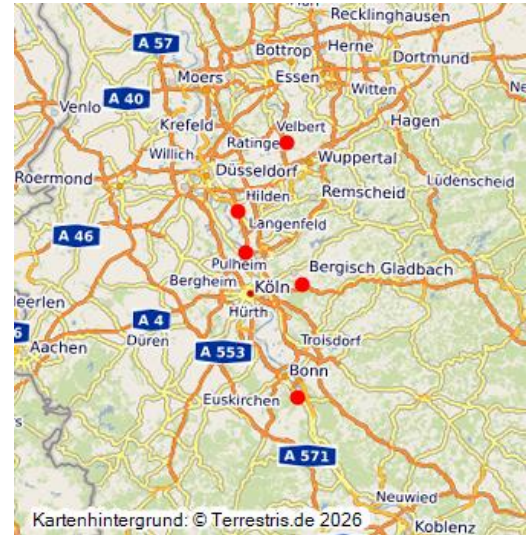 Recklinghausen
A 57
Bottrop
Herne
Dortmund
Moers
Essen
A 40
Witten
Venlo
Krefeld
Velbert
Hagen
Ratinge
Willich
Wuppertal
Düsseldorf
Roermond
Hilden
Remscheid
Lüdenscheid
Langenfeld
A 46
Pulheim
Bergisch Gladbach
Bergheim
Köln
Heerlen
Hürth
A 4
Troisdorf
Düren
Aachen
A 553
Bonn
Euskirchen
A 571
Neuwied
Kartenhintergrund: © Terrestris.de 2026
Koblenz